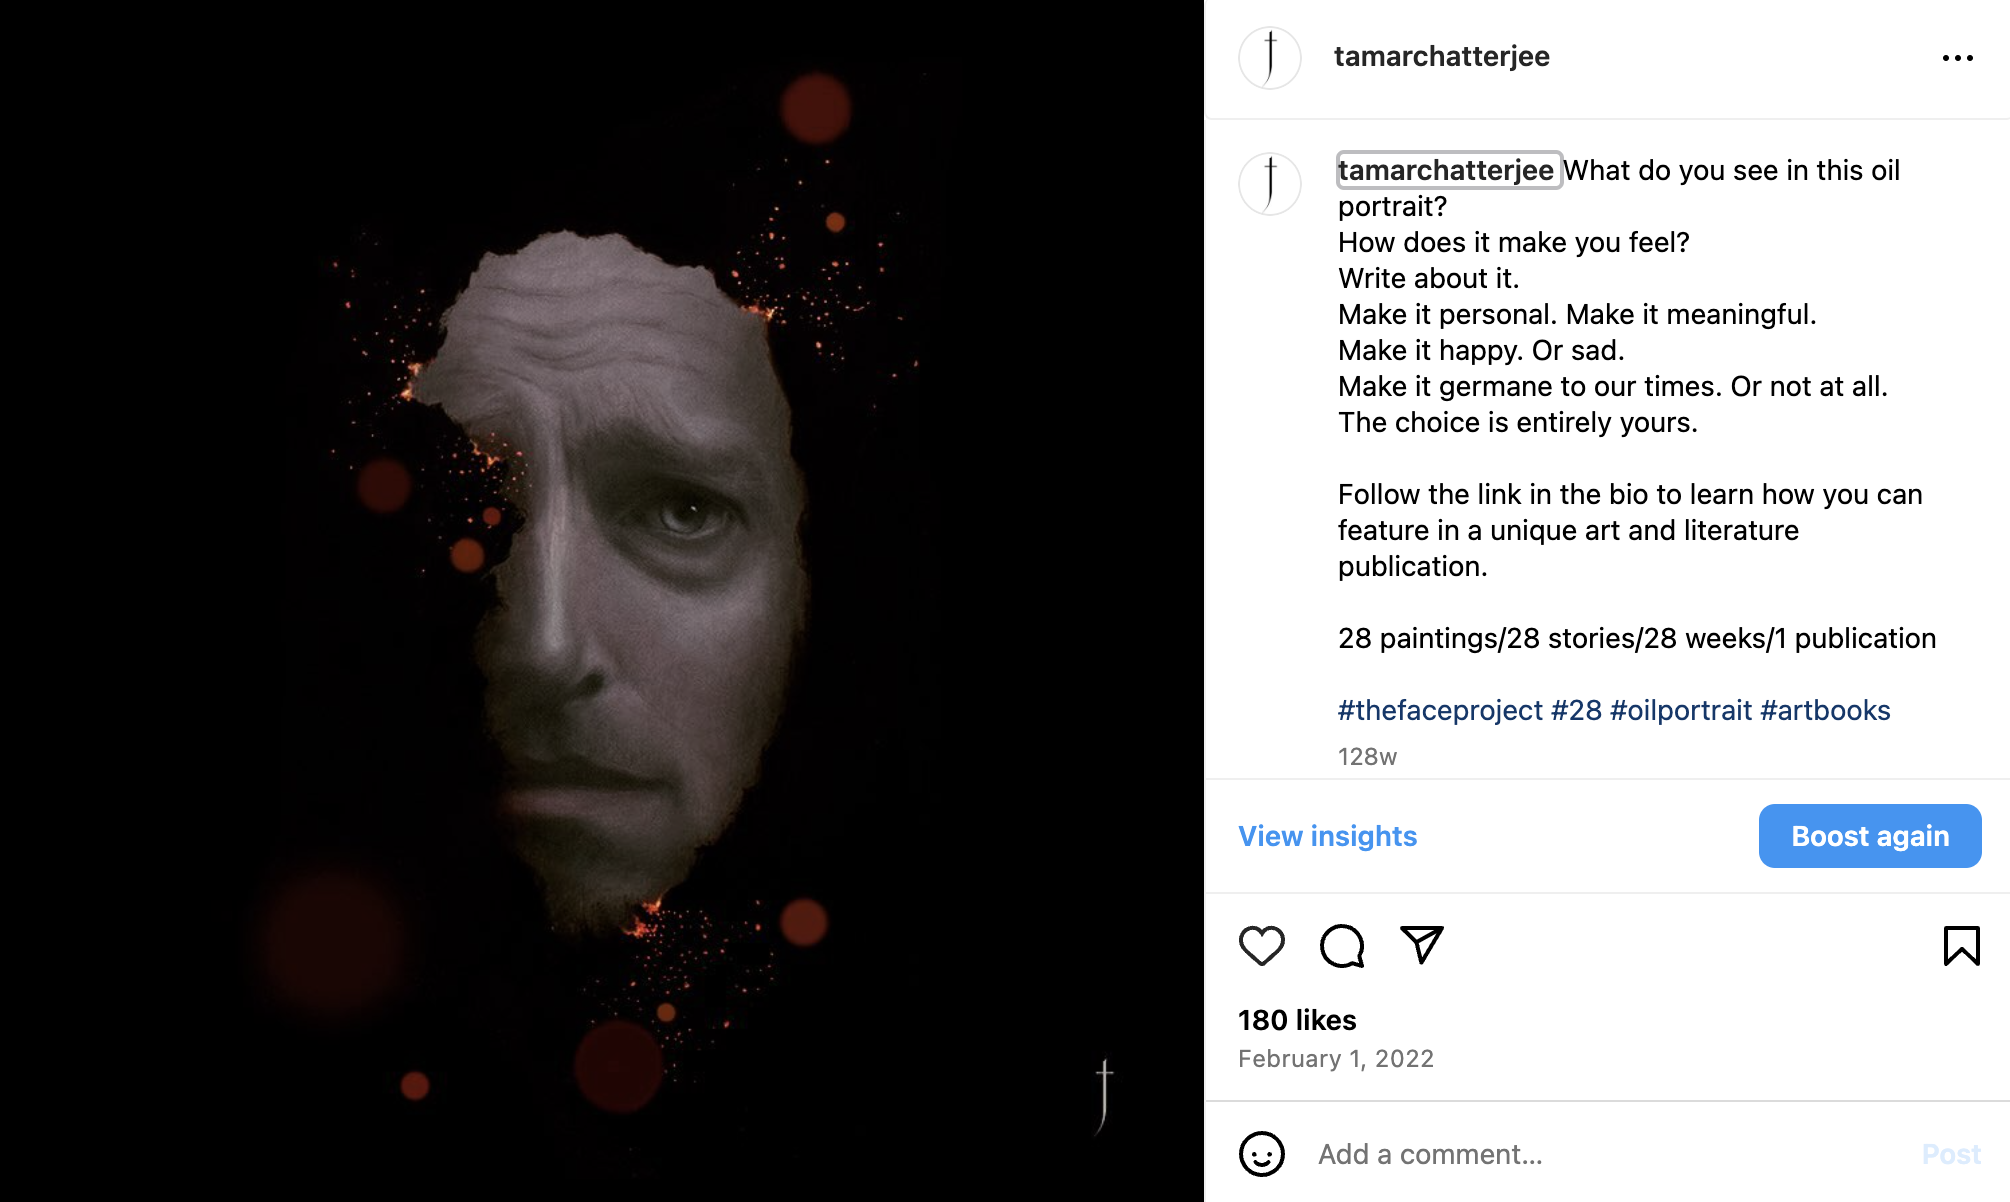 tamarchatterjee
tamarchatterjee What do you see in this oil
portrait?
How does it make you feel?
Write about it.
Make it personal. Make it meaningful.
Make it happy. Or sad.
Make it germane to our times. Or not at all.
The choice is entirely yours.
Follow the link in the bio to learn how you can
feature in a unique art and literature
publication.
28 paintings/28 stories/28 weeks/1 publication
#thefaceproject #28 #oilportrait #artbooks
128w
View insights
Boost again
180 likes
February 1, 2022
Add a comment...
Post